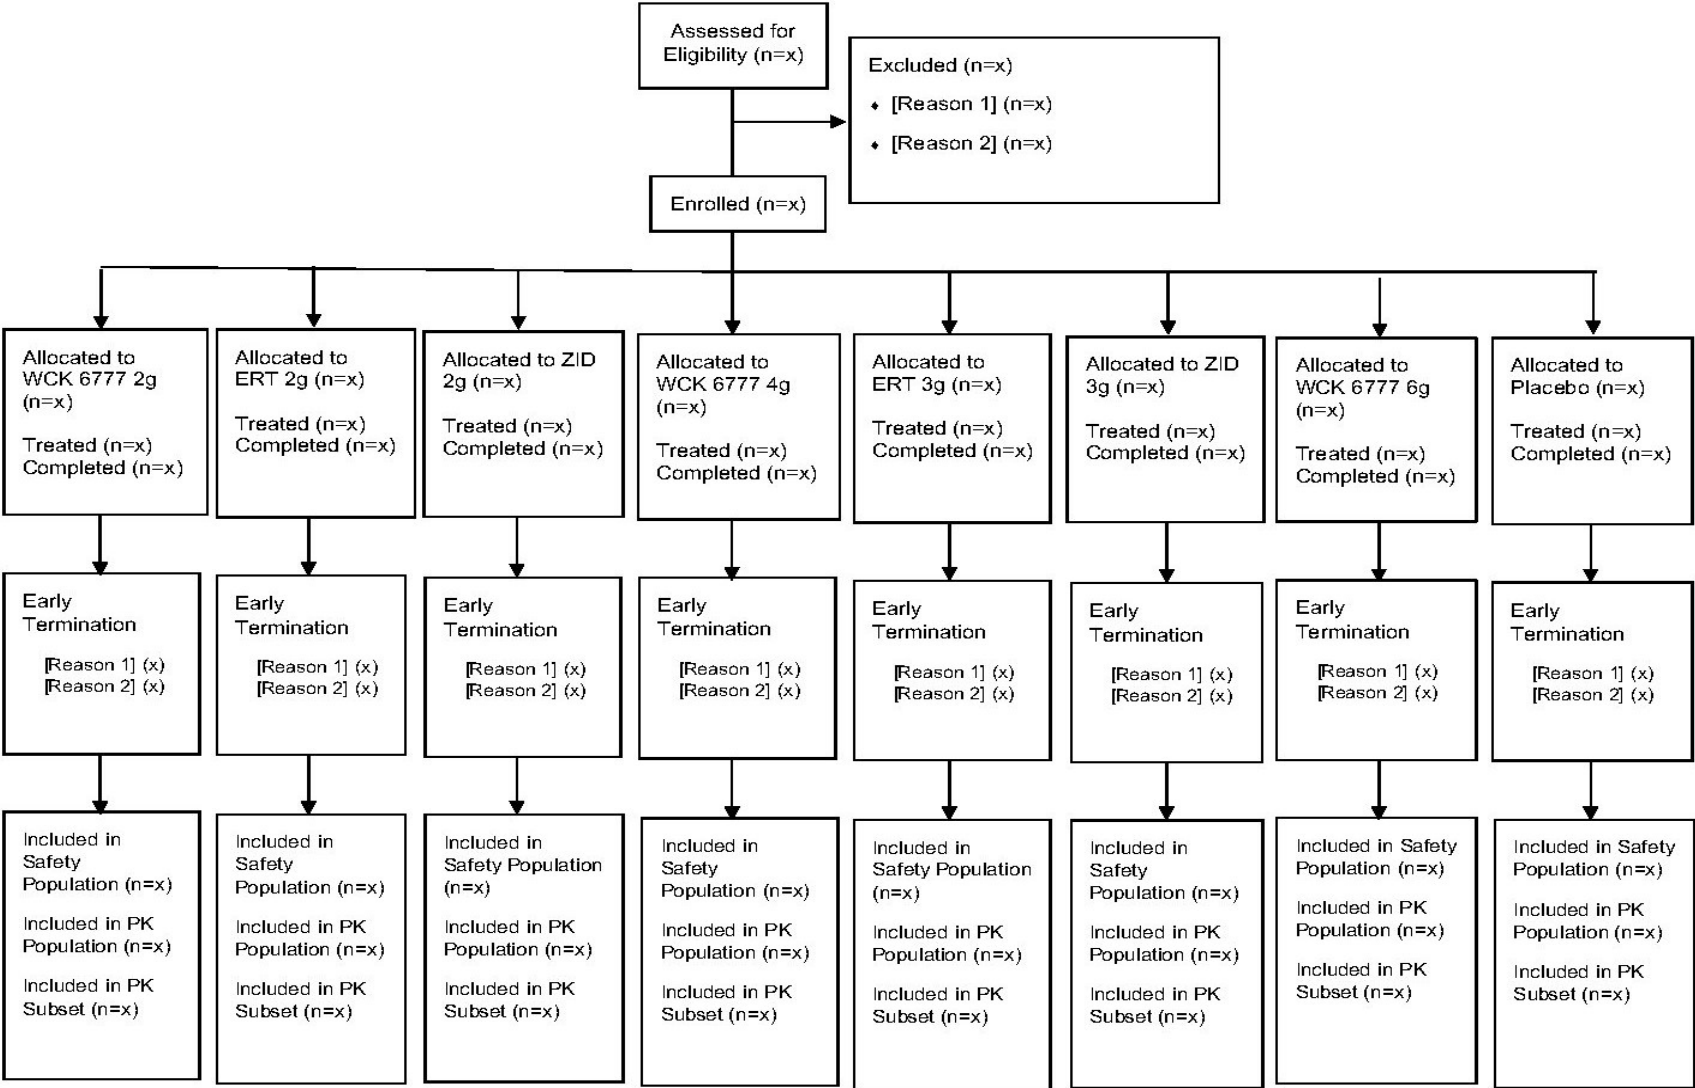 Assessed for
Eligibility (n=x)
Excluded (n=x)
♦ [Reason 1] (n=x)
♦ [Reason 2] (n=x)
Enrolled (n=x)
Allocated to
WCK 6777 2g
(n=x)
Treated (n=x)
Completed (n=x)
Allocated to
ERT 2g (n=x)
Treated (n=x)
Completed (n=x)
Allocated to ZID
2g (n=x)
Treated (n=x)
Completed (n=x)
Allocated to
WCK 6777 4g
(n=x)
Treated (n=x)
Completed (n=x)
Allocated to
ERT 3g (n=x)
Treated (n=x)
Completed (n=x)
Allocated to ZID
3g (n=x)
Treated (n=x)
Completed (n=x)
Allocated to
WCK 6777 6g
(n=x)
Treated (n=x)
Completed (n=x)
Allocated to
Placebo (n=x)
Treated (n=x)
Completed (n=x)
Early
Termination
[Reason 1] (x)
[Reason 2] (x)
Early
Termination
[Reason 1] (x)
[Reason 2] (x)
Early
Termination
[Reason 1] (x)
[Reason 2] (x)
Early
Termination
[Reason 1] (x)
[Reason 2] (x)
Early
Termination
[Reason 1] (x)
[Reason 2] (x)
Early
Termination
[Reason 1] (x)
[Reason 2] (x)
Early
Termination
[Reason 1] (x)
[Reason 2] (x)
Early
Termination
[Reason 1] (x)
[Reason 2] (x)
Included in
Safety
Population (n=x)
Included in PK
Population (n=x)
Included in PK
Subset (n=x)
Included in
Safety
Population (n=x)
Included in PK
Population (n=x)
Included in PK
Subset (n=x)
Included in
Safety Population
(n=x)
Included in PK
Population (n=x)
Included in PK
Subset (n=x)
Included in
Safety
Population (n=x)
Included in PK
Population (n=x)
Included in PK
Subset (n=x)
Included in
Safety Population
(n=x)
Included in PK
Population (n=x)
Included in PK
Subset (n=x)
Included in
Safety
Population (n=x)
Included in PK
Population (n=x)
Included in PK
Subset (n=x)
Included in Safety
Population (n=x)
Included in PK
Population (n=x)
Included in PK
Subset (n=x)
Included in Safety
Population (n=x)
Included in PK
Population (n=x)
Included in PK
Subset (n=x)